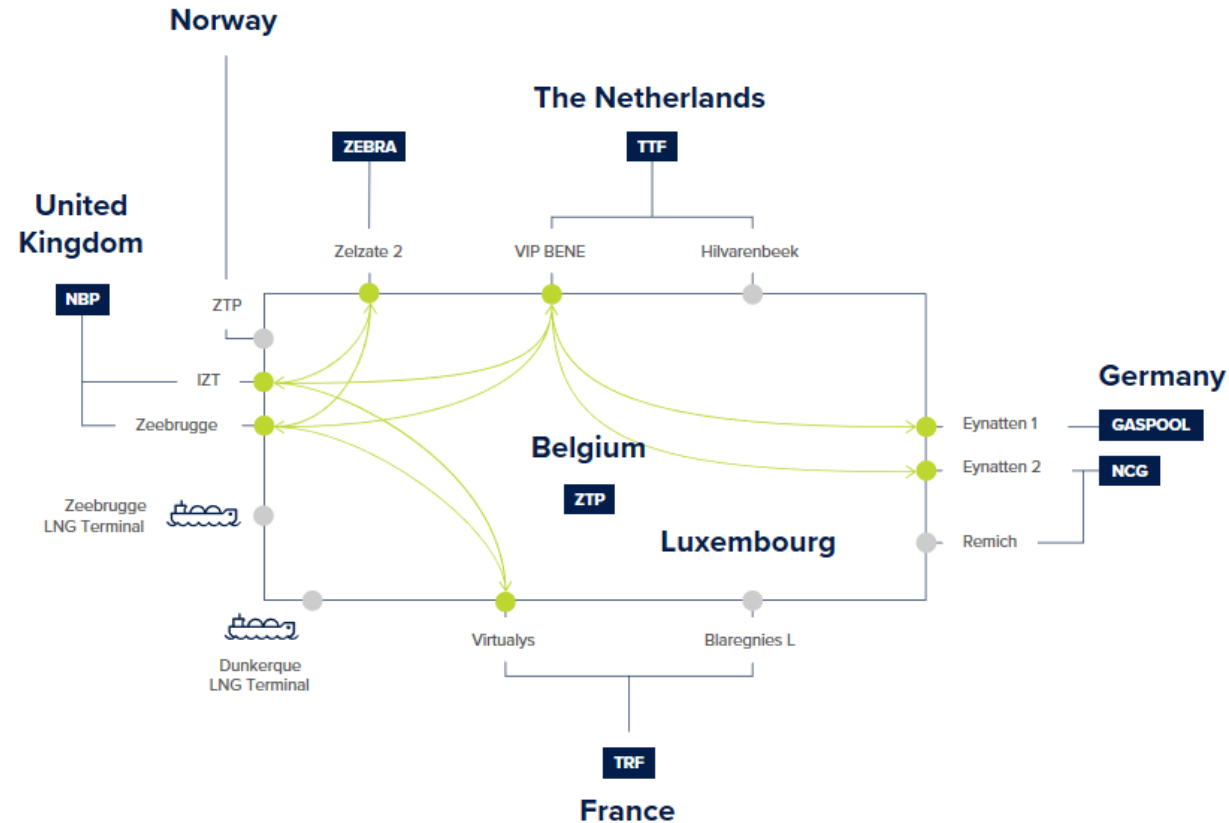 Norway
The Netherlands
ZEBRA
TTF
United
Kingdom
Zelzate 2
VIP BENE
Hilvarenbeek
NBP
ZTP
IZT
Zeebrugge
Germany
Eynatten 1
GASPOOL
Belgium
Eynatten 2
NCG
ZTP
Zeebrugge
LNG Terminal
Luxembourg
Remich
Virtualys
Blaregnies L
Dunkerque
LNG Terminal
TRF
France